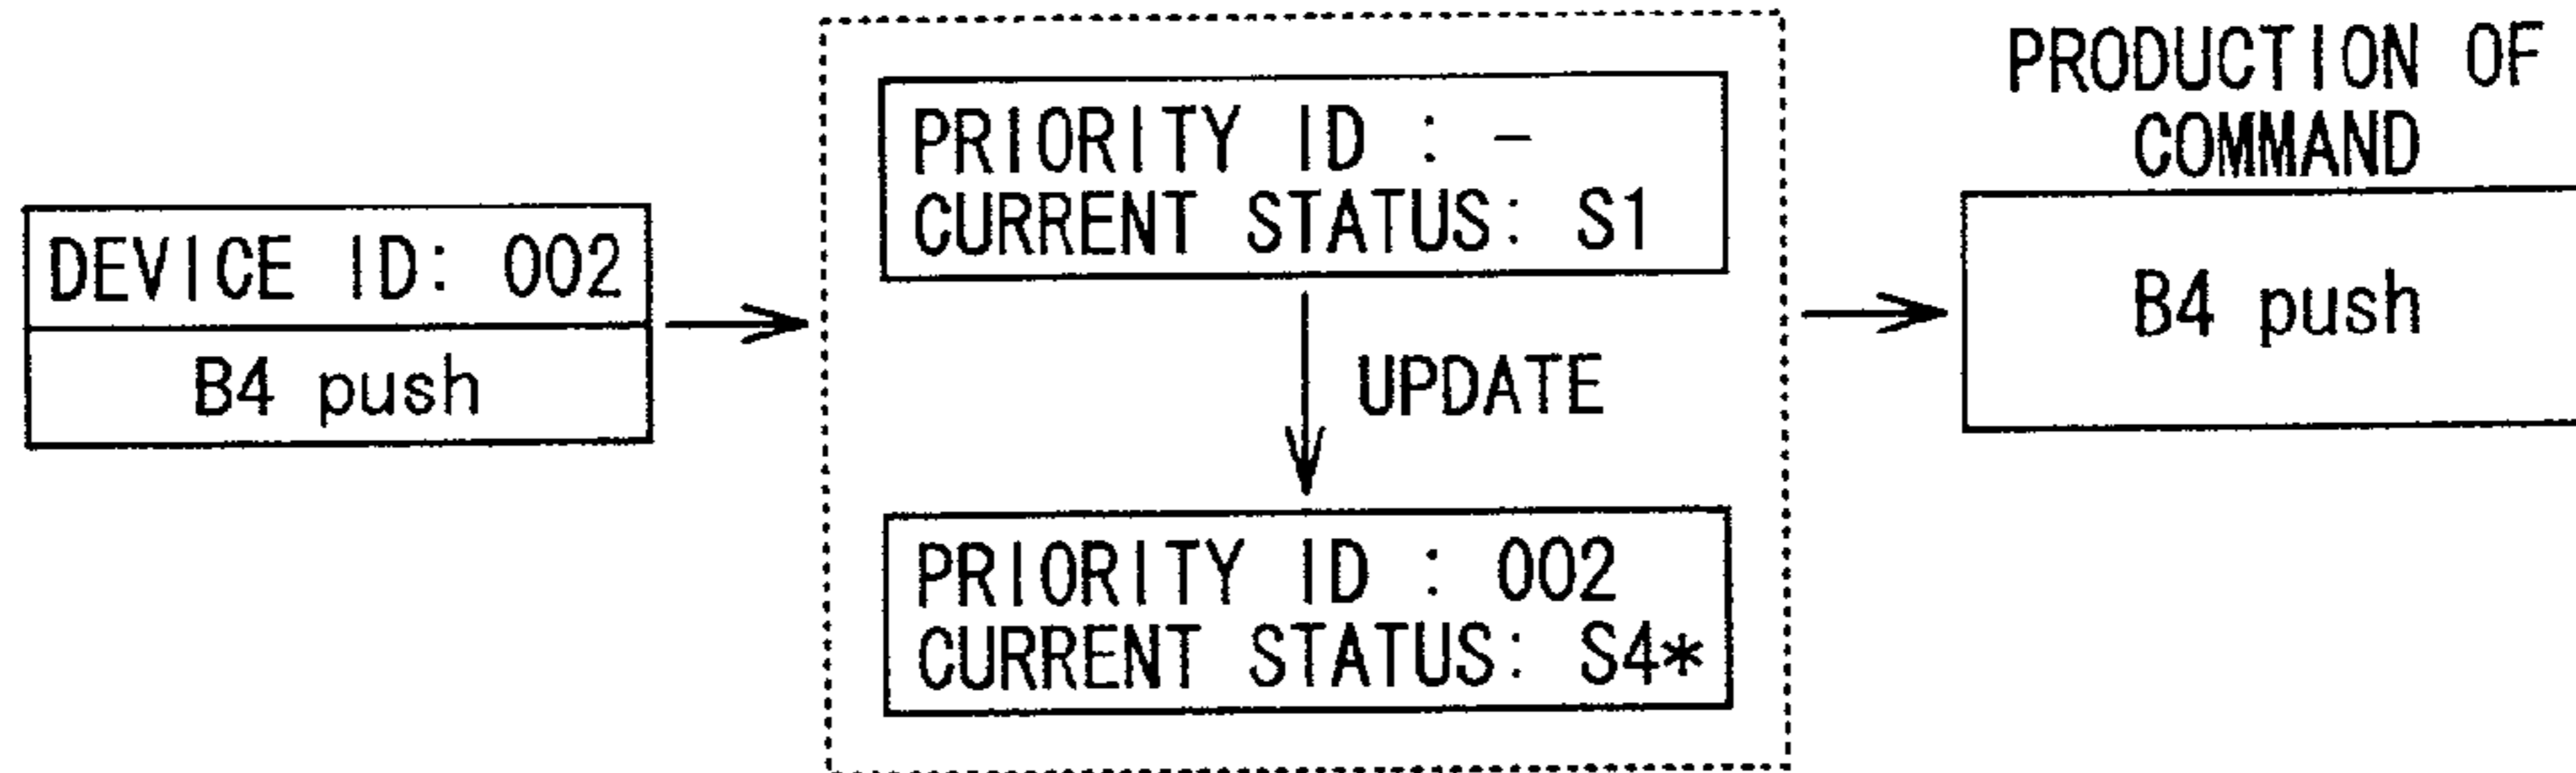 DEVICE ID: 002
B4 push
PRIORITY ID : -
CURRENT STATUS: S1
UPDATE
PRIORITY ID : 002
CURRENT STATUS: S4*
PRODUCTION OF
COMMAND
B4 push